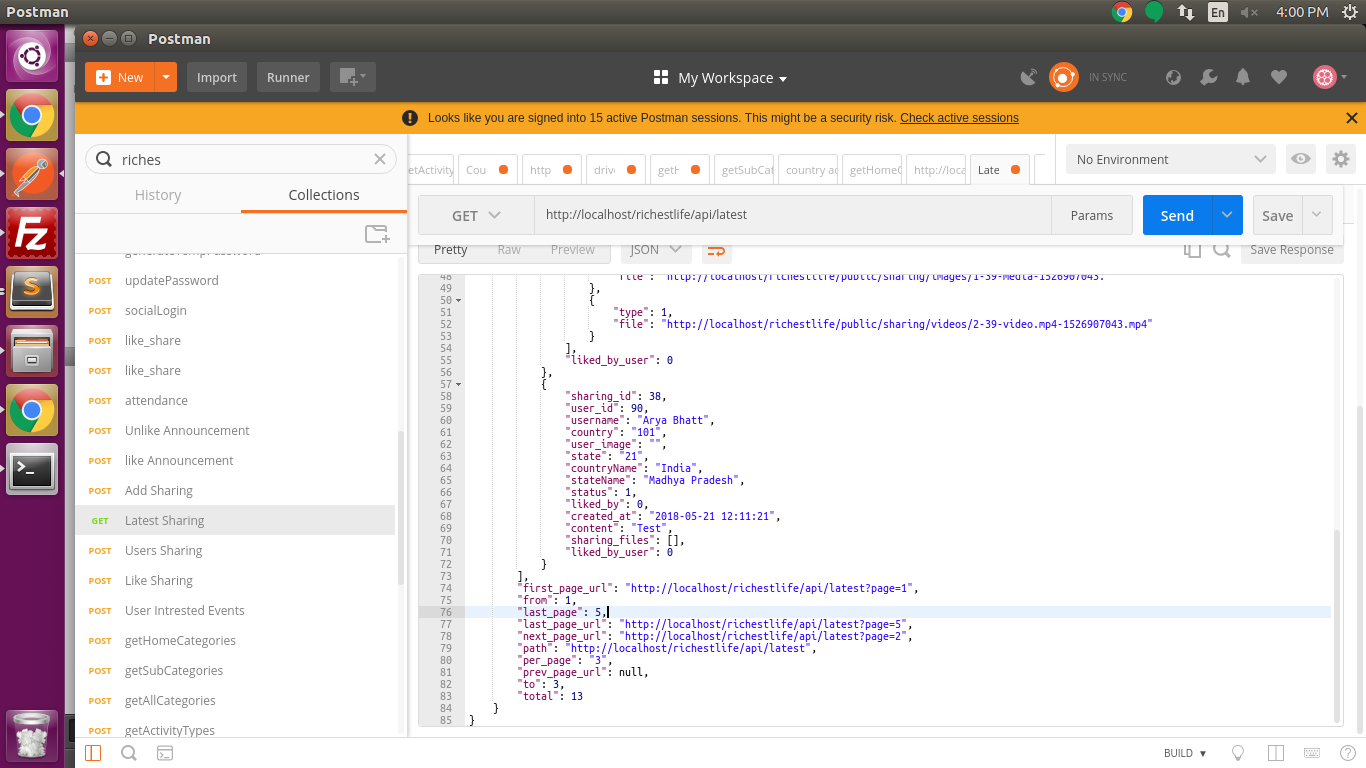 Postman
En
4:00 PM
Postman
New
Import
Runner
My Workspace
IN SYNC
Looks like you are signed into 15 active Postman sessions. This might be a security risk. Check active sessions
riches
History
Collections
generateTempPassword
POST updatePassword
POST socialLogin
POST like_share
POST like_share
POST attendance
POST Unlike Announcement
POST like Announcement
POST Add Sharing
GET Latest Sharing
POST Users Sharing
POST Like Sharing
POST User Intrested Events
POST getHomeCategories
POST getSubCategories
POST getAllCategories
POST getActivityTypes
etActivity
Cou
http
drive
getH
getSubCat
country ac
getHomeC
http://loca
Late
No Environment
GET
http://localhost/richestlife/api/latest
Params
Send
Save
Pretty
Raw
Preview
JSON
Save Response
48 "file": "http://localhost/richestlife/public/sharing/images/1-39-media-1526907043."
49 },
50 {
51 "type": 1,
52 "file": "http://localhost/richestlife/public/sharing/videos/2-39-video.mp4-1526907043.mp4"
53 }
54 ],
55 "liked_by_user": 0
56 },
57 {
58 "sharing_id": 38,
59 "user_id": 90,
60 "username": "Arya Bhatt",
61 "country": "101",
62 "user_image": "",
63 "state": "21",
64 "countryName": "India",
65 "stateName": "Madhya Pradesh",
66 "status": 1,
67 "liked_by": 0,
68 "created_at": "2018-05-21 12:11:21",
69 "content": "Test",
70 "sharing_files": [],
71 "liked_by_user": 0
72 }
73 ],
74 "first_page_url": "http://localhost/richestlife/api/latest?page=1",
75 "from": 1,
76 "last_page": 5,
77 "last_page_url": "http://localhost/richestlife/api/latest?page=5",
78 "next_page_url": "http://localhost/richestlife/api/latest?page=2",
79 "path": "http://localhost/richestlife/api/latest",
80 "per_page": "3",
81 "prev_page_url": null,
82 "to": 3,
83 "total": 13
84 }
85 }
BUILD